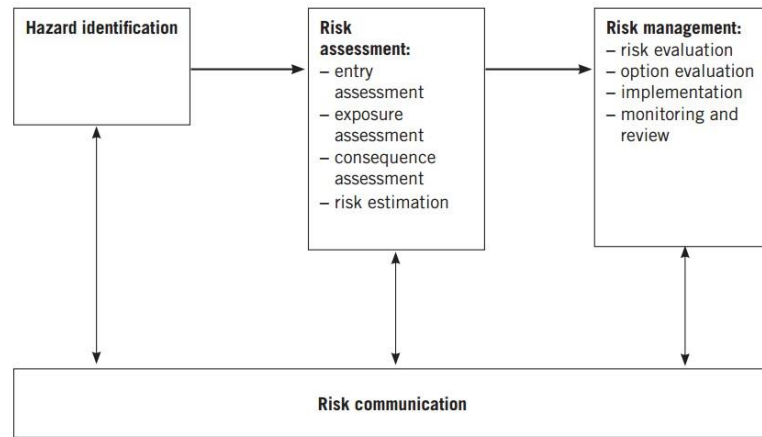 Hazard identification
Risk
assessment:
– entry
assessment
– exposure
assessment
– consequence
assessment
– risk estimation
Risk management:
– risk evaluation
– option evaluation
– implementation
– monitoring and
review
Risk communication